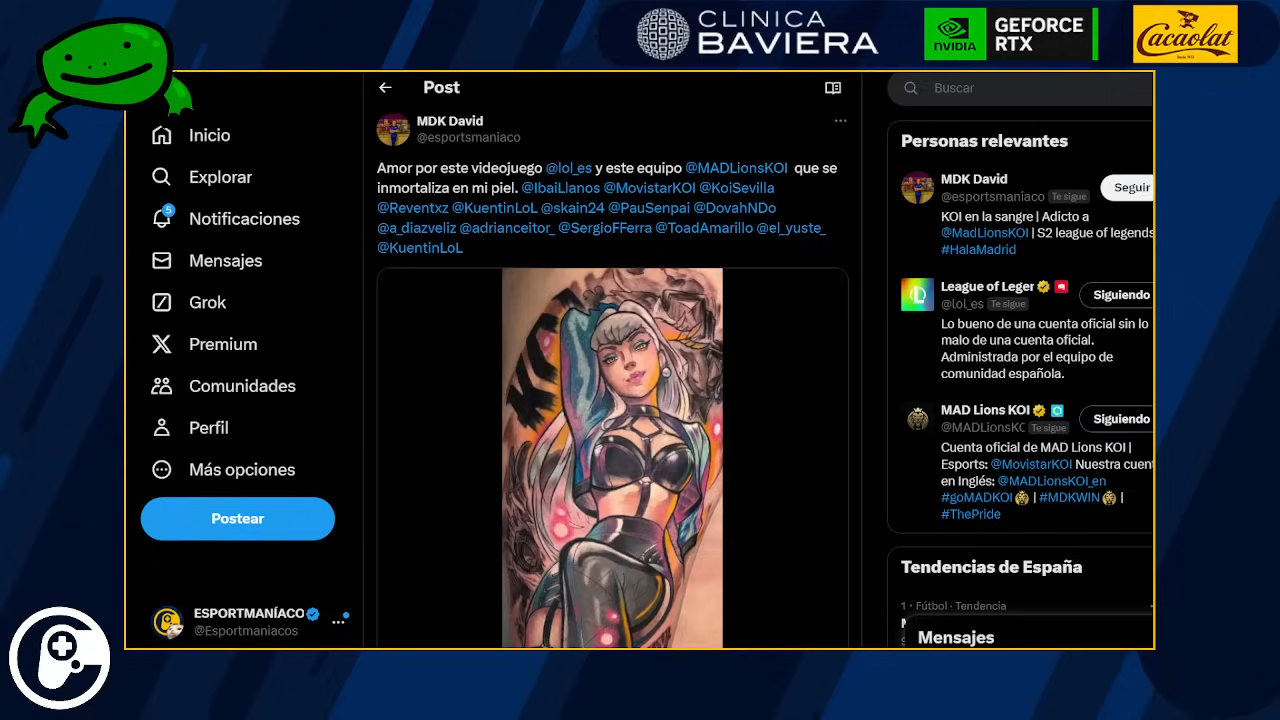 CLINICA
BAVIERA
NVIDIA
GEFORCE
RTX
Cacaolat
Post
Buscar
Inicio
Explorar
5
Notificaciones
Mensajes
Grok
Premium
Comunidades
Perfil
Más opciones
Postear
ESPORTMANÍACO
@Esportmaniacos
MDK David
@esportsmaniaco
Amor por este videojuego @lol_es y este equipo @MADLionsKOI que se
inmortaliza en mi piel. @IbaiLlanos @MovistarKOI @KoiSevilla
@Reventxz @KuentinLoL @skain24 @PauSenpai @DovahNDo
@a_diazveliz @adrianceitor_ @SergioFFerra @ToadAmarillo @el_yuste_
@KuentinLoL
Personas relevantes
MDK David
@esportsmaniaco Te sigue
Seguir
KOI en la sangre | Adicto a
@MadLionsKOI | S2 league of legends
#HalaMadrid
League of Leger
@lol_es Te sigue
Siguiendo
Lo bueno de una cuenta oficial sin lo
malo de una cuenta oficial.
Administrada por el equipo de
comunidad española.
MAD Lions KOI
@MADLionsKC Te sigue
Siguiendo
Cuenta oficial de MAD Lions KOI |
Esports: @MovistarKOI Nuestra cuent
en Inglés: @MADLionsKOI_en
#goMADKOI | #MDKWIN |
#ThePride
Tendencias de España
1 · Fútbol · Tendencia
Mensajes